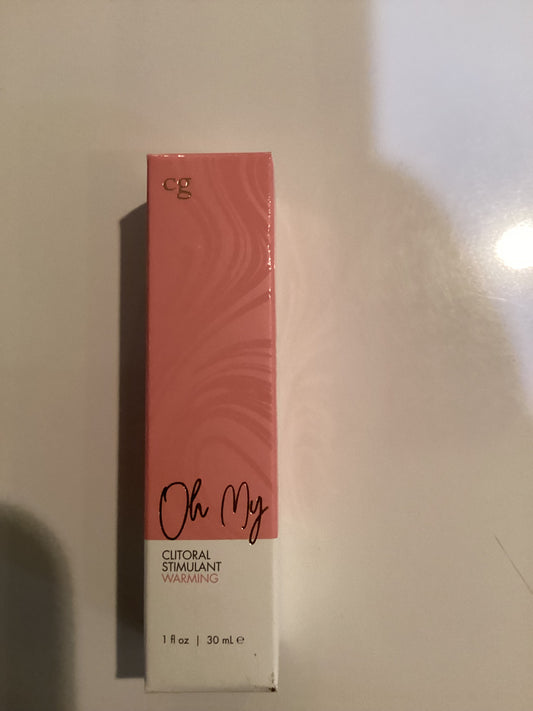 cg
Oh My
CLITORAL
STIMULANT
WARMING
1 fl oz | 30 mL ℮